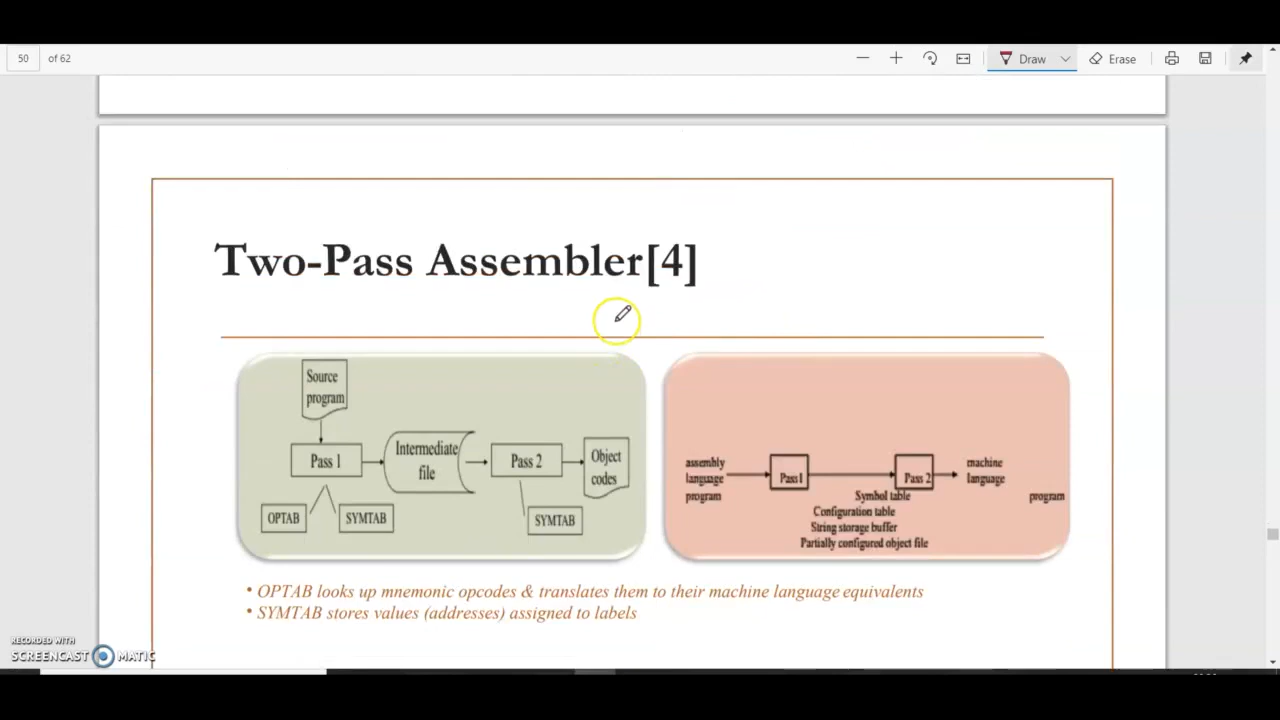 50 of 62
Draw
Erase
Two-Pass Assembler[4]
Source
program
Pass 1
Intermediate
file
Pass 2
Object
codes
OPTAB
SYMTAB
SYMTAB
assembly
language
program
Pass1
Pass 2
machine
language
program
Symbol table
Configuration table
String storage buffer
Partially configured object file
• OPTAB looks up mnemonic opcodes & translates them to their machine language equivalents
• SYMTAB stores values (addresses) assigned to labels
RECORDED WITH
SCREENCAST MATIC